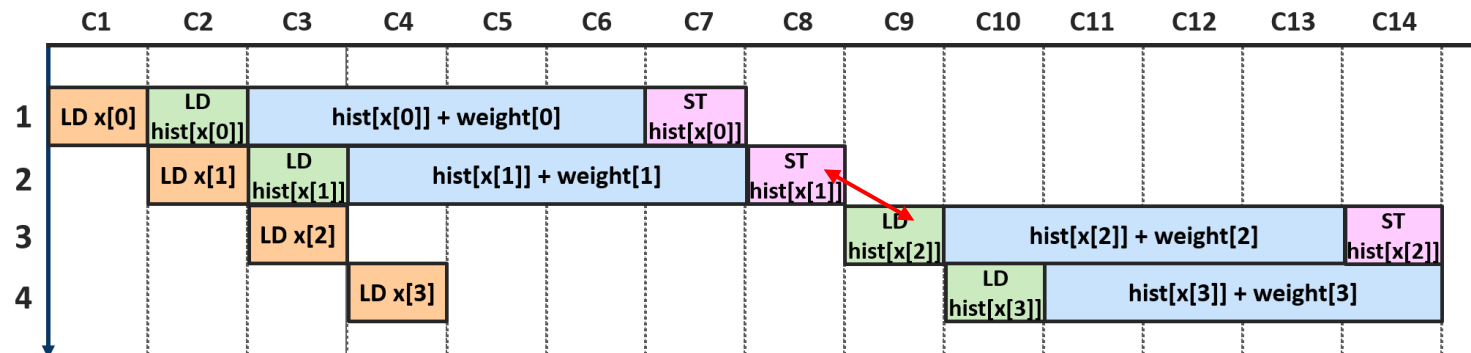 C1 C2 C3 C4 C5 C6 C7 C8 C9 C10 C11 C12 C13 C14
1
LD x[0]
LD
hist[x[0]]
hist[x[0]] + weight[0]
ST
hist[x[0]]
2
LD x[1]
LD
hist[x[1]]
hist[x[1]] + weight[1]
ST
hist[x[1]]
3
LD x[2]
LD
hist[x[2]]
hist[x[2]] + weight[2]
ST
hist[x[2]]
4
LD x[3]
LD
hist[x[3]]
hist[x[3]] + weight[3]